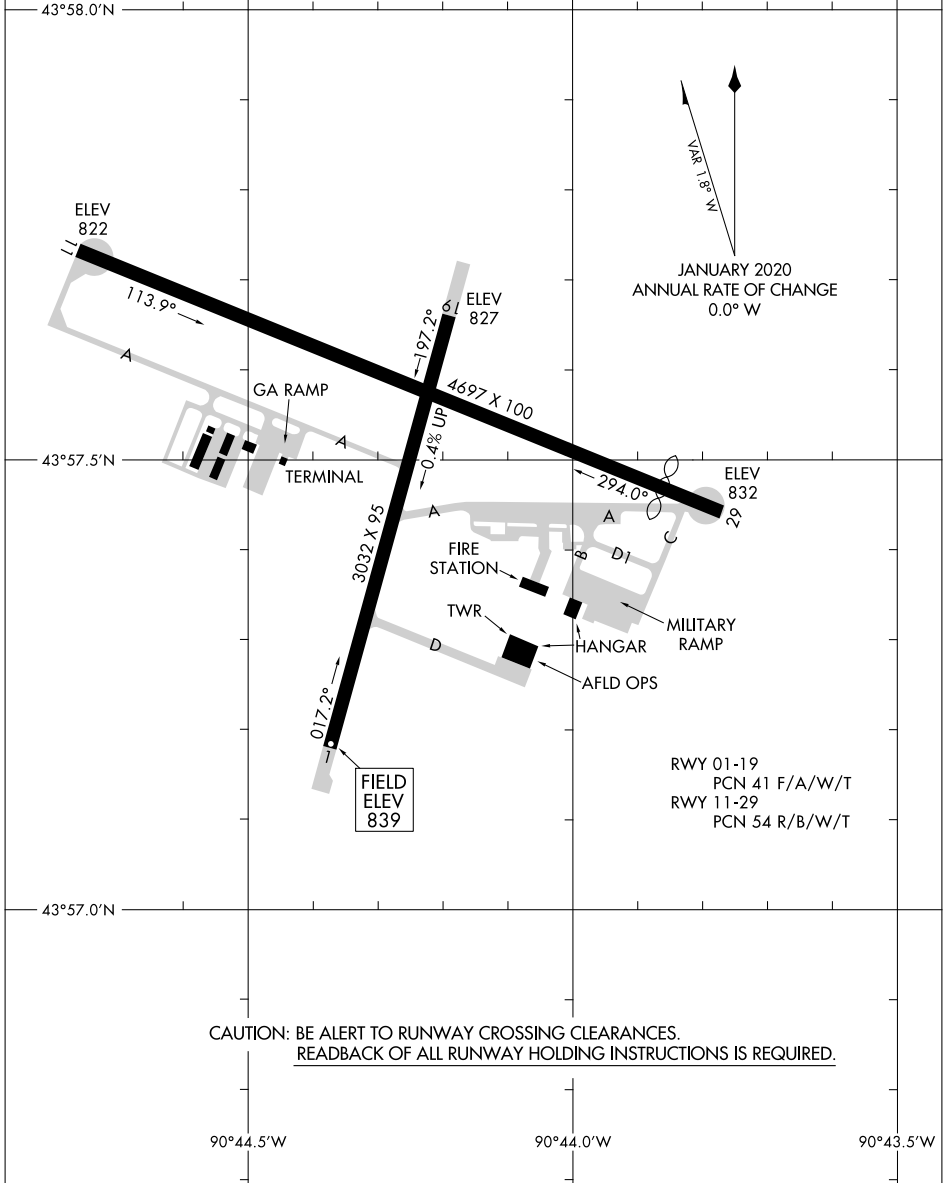 43°58.0'N
VAR 1.8° W
JANUARY 2020
ANNUAL RATE OF CHANGE
0.0° W
ELEV
822
11
113.9°
ELEV
827
19
197.2°
A
GA RAMP
4697 X 100
0.4% UP
A
43°57.5'N
TERMINAL
294.0°
ELEV
832
29
A
A
C
3032 X 95
FIRE
STATION
B
D1
TWR
MILITARY
RAMP
D
HANGAR
AFLD OPS
017.2°
1
FIELD
ELEV
839
RWY 01-19
PCN 41 F/A/W/T
RWY 11-29
PCN 54 R/B/W/T
43°57.0'N
CAUTION: BE ALERT TO RUNWAY CROSSING CLEARANCES.
READBACK OF ALL RUNWAY HOLDING INSTRUCTIONS IS REQUIRED.
90°44.5'W
90°44.0'W
90°43.5'W